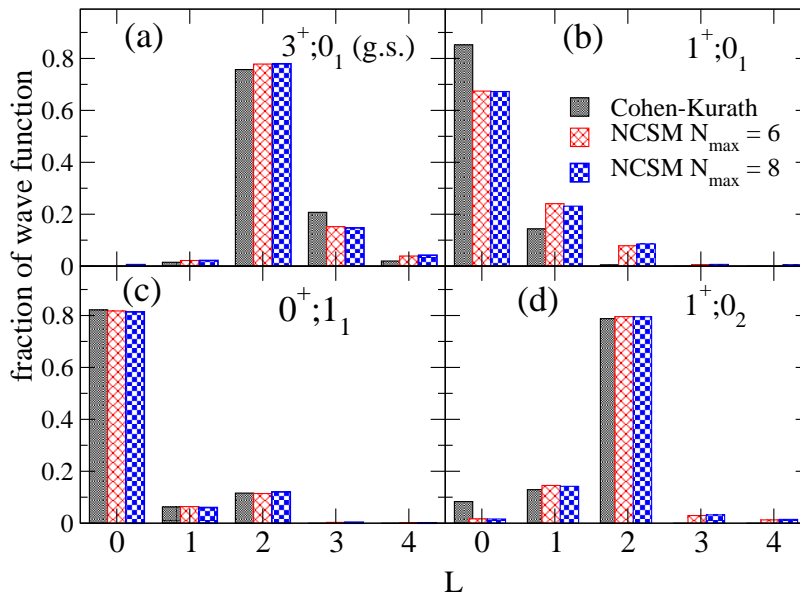 (a) 3⁺;0₁ (g.s.)
(b) 1⁺;0₁
Cohen-Kurath
NCSM Nₘₐₓ = 6
NCSM Nₘₐₓ = 8
0.8
0.6
0.4
0.2
0
(c) 0⁺;1₁
(d) 1⁺;0₂
0.8
0.6
0.4
0.2
0
fraction of wave function
0 1 2 3 4
0 1 2 3 4
L